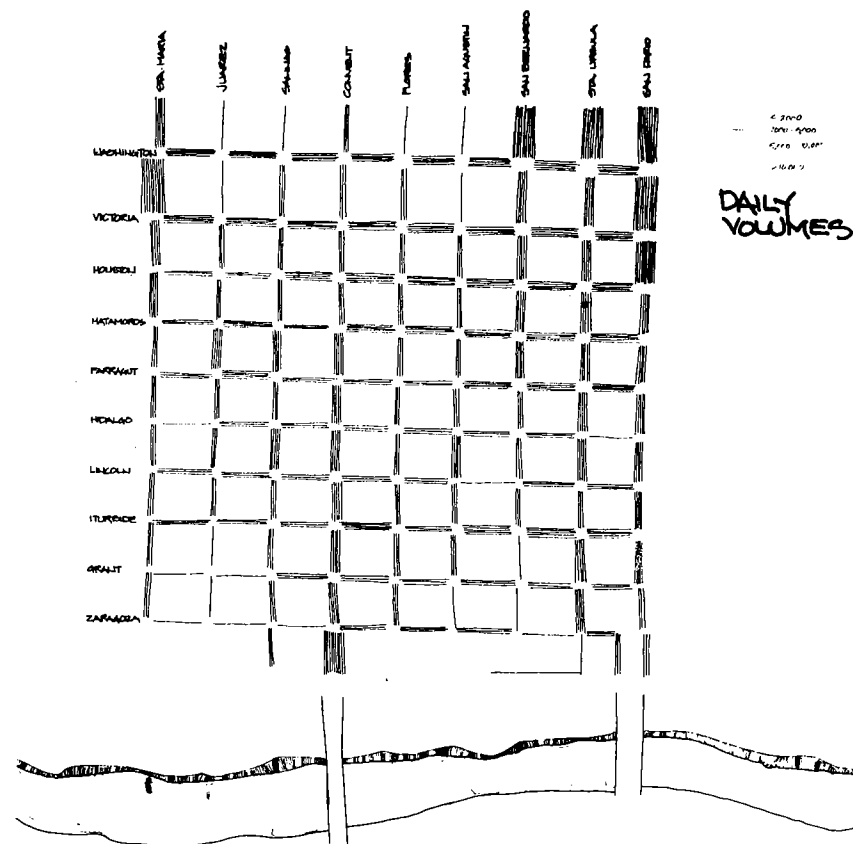 STA. MARIA
JUAREZ
SALINAS
CONVENT
FLORES
SAN AGUSTIN
SAN BERNARDO
STA. URSULA
SAN DARIO
WASHINGTON
VICTORIA
HOUSTON
MATAMOROS
FARRAGUT
HIDALGO
LINCOLN
ITURBIDE
GRANT
ZARAGOZA
DAILY
VOLUMES